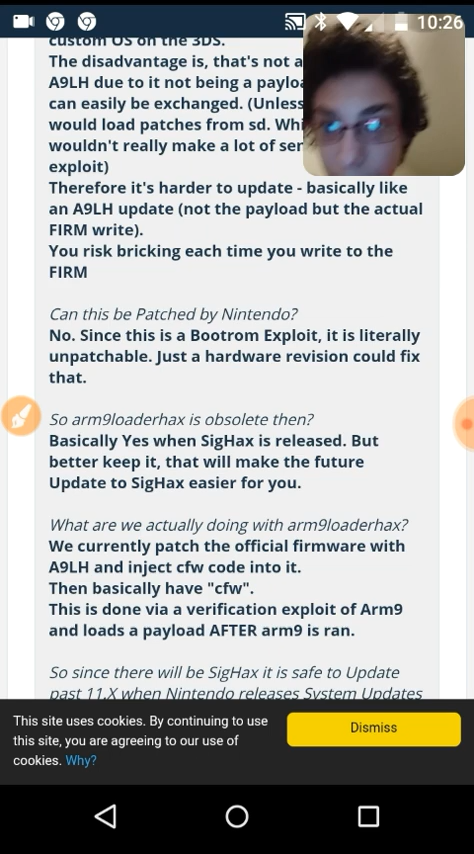 10:26
custom OS on the 3DS.
The disadvantage is, that's not a
A9LH due to it not being a
can easily be exchanged. (Unless
would load patches from sd.
wouldn't really make a lot of
exploit)
Therefore it's harder to update - basically like
an A9LH update (not the payload but the actual
FIRM write).
You risk bricking each time you write to the
FIRM
Can this be Patched by Nintendo?
No. Since this is a Bootrom Exploit, it is literally
unpatchable. Just a hardware revision could fix
that.
So arm9loaderhax is obsolete then?
Basically Yes when SigHax is released. But
better keep it, that will make the future
Update to SigHax easier for you.
What are we actually doing with arm9loaderhax?
We currently patch the official firmware with
A9LH and inject cfw code into it.
Then basically have "cfw".
This is done via a verification exploit of Arm9
and loads a payload AFTER arm9 is ran.
So since there will be SigHax it is safe to Update
past 11.X when Nintendo releases System Updates
This site uses cookies. By continuing to use
this site, you are agreeing to our use of
cookies. Why?
Dismiss